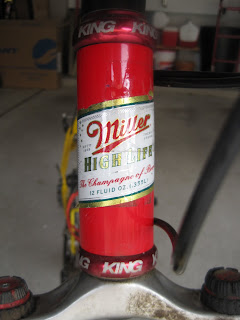 KING
Miller
HIGH LIFE
The Champagne of Beers
12 FLUID OZ.
KING